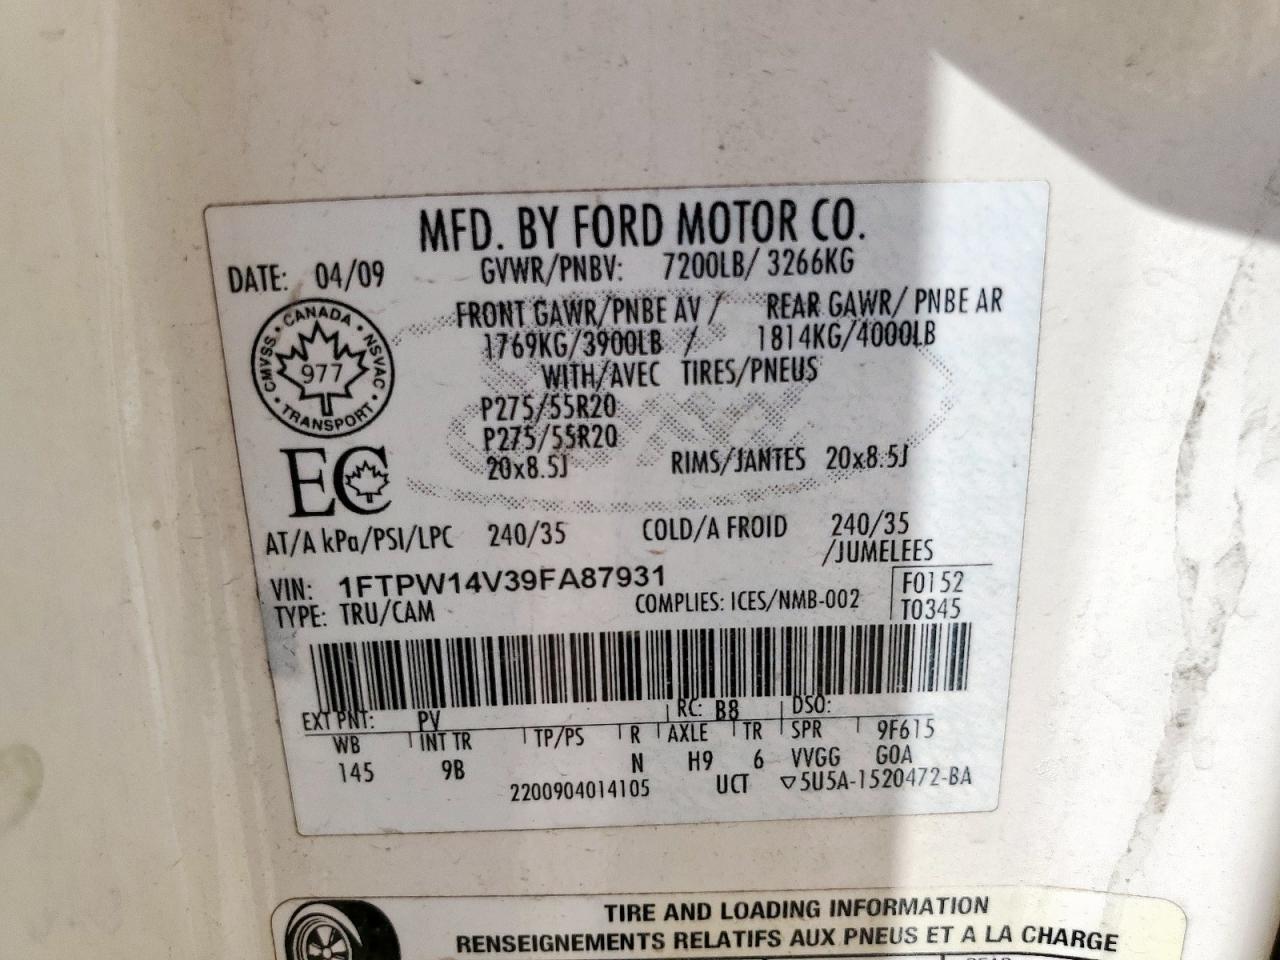 MFD. BY FORD MOTOR CO.
DATE: 04/09 GVWR/PNBV: 7200LB/ 3266KG
FRONT GAWR/PNBE AV / REAR GAWR/ PNBE AR
1769KG/3900LB / 1814KG/4000LB
WITH/AVEC TIRES/PNEUS
P275/55R20
P275/55R20
20x8.5J RIMS/JANTES 20x8.5J
CANADA
CMVSS NSVAC
977
TRANSPORT
EC
AT/A kPa/PSI/LPC 240/35 COLD/A FROID 240/35
/JUMELEES
VIN: 1FTPW14V39FA87931 F0152
TYPE: TRU/CAM COMPLIES: ICES/NMB-002 T0345
EXT PNT: PV RC: B8 DSO:
WB INT TR TP/PS R AXLE TR SPR 9F615
145 9B N H9 6 VVGG G0A
2200904014105 UCT ▽5U5A-1520472-BA
TIRE AND LOADING INFORMATION
RENSEIGNEMENTS RELATIFS AUX PNEUS ET A LA CHARGE